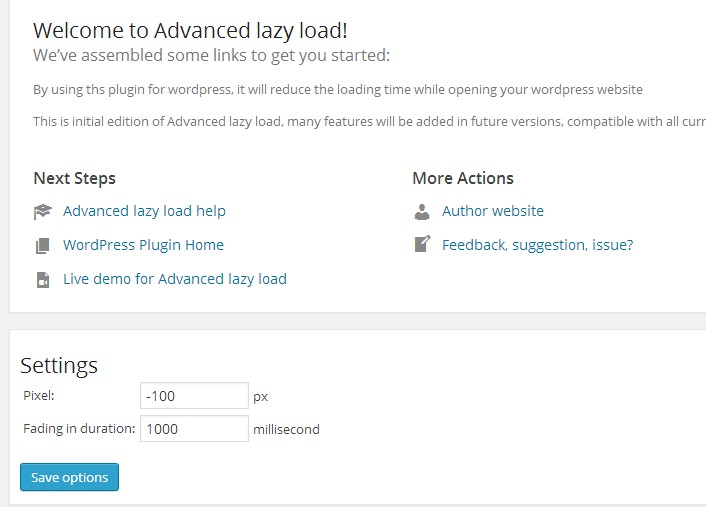 Welcome to Advanced lazy load!
We've assembled some links to get you started:
By using ths plugin for wordpress, it will reduce the loading time while opening your wordpress website
This is initial edition of Advanced lazy load, many features will be added in future versions, compatible with all curr
Next Steps
Advanced lazy load help
WordPress Plugin Home
Live demo for Advanced lazy load
More Actions
Author website
Feedback, suggestion, issue?
Settings
Pixel: -100 px
Fading in duration: 1000 millisecond
Save options